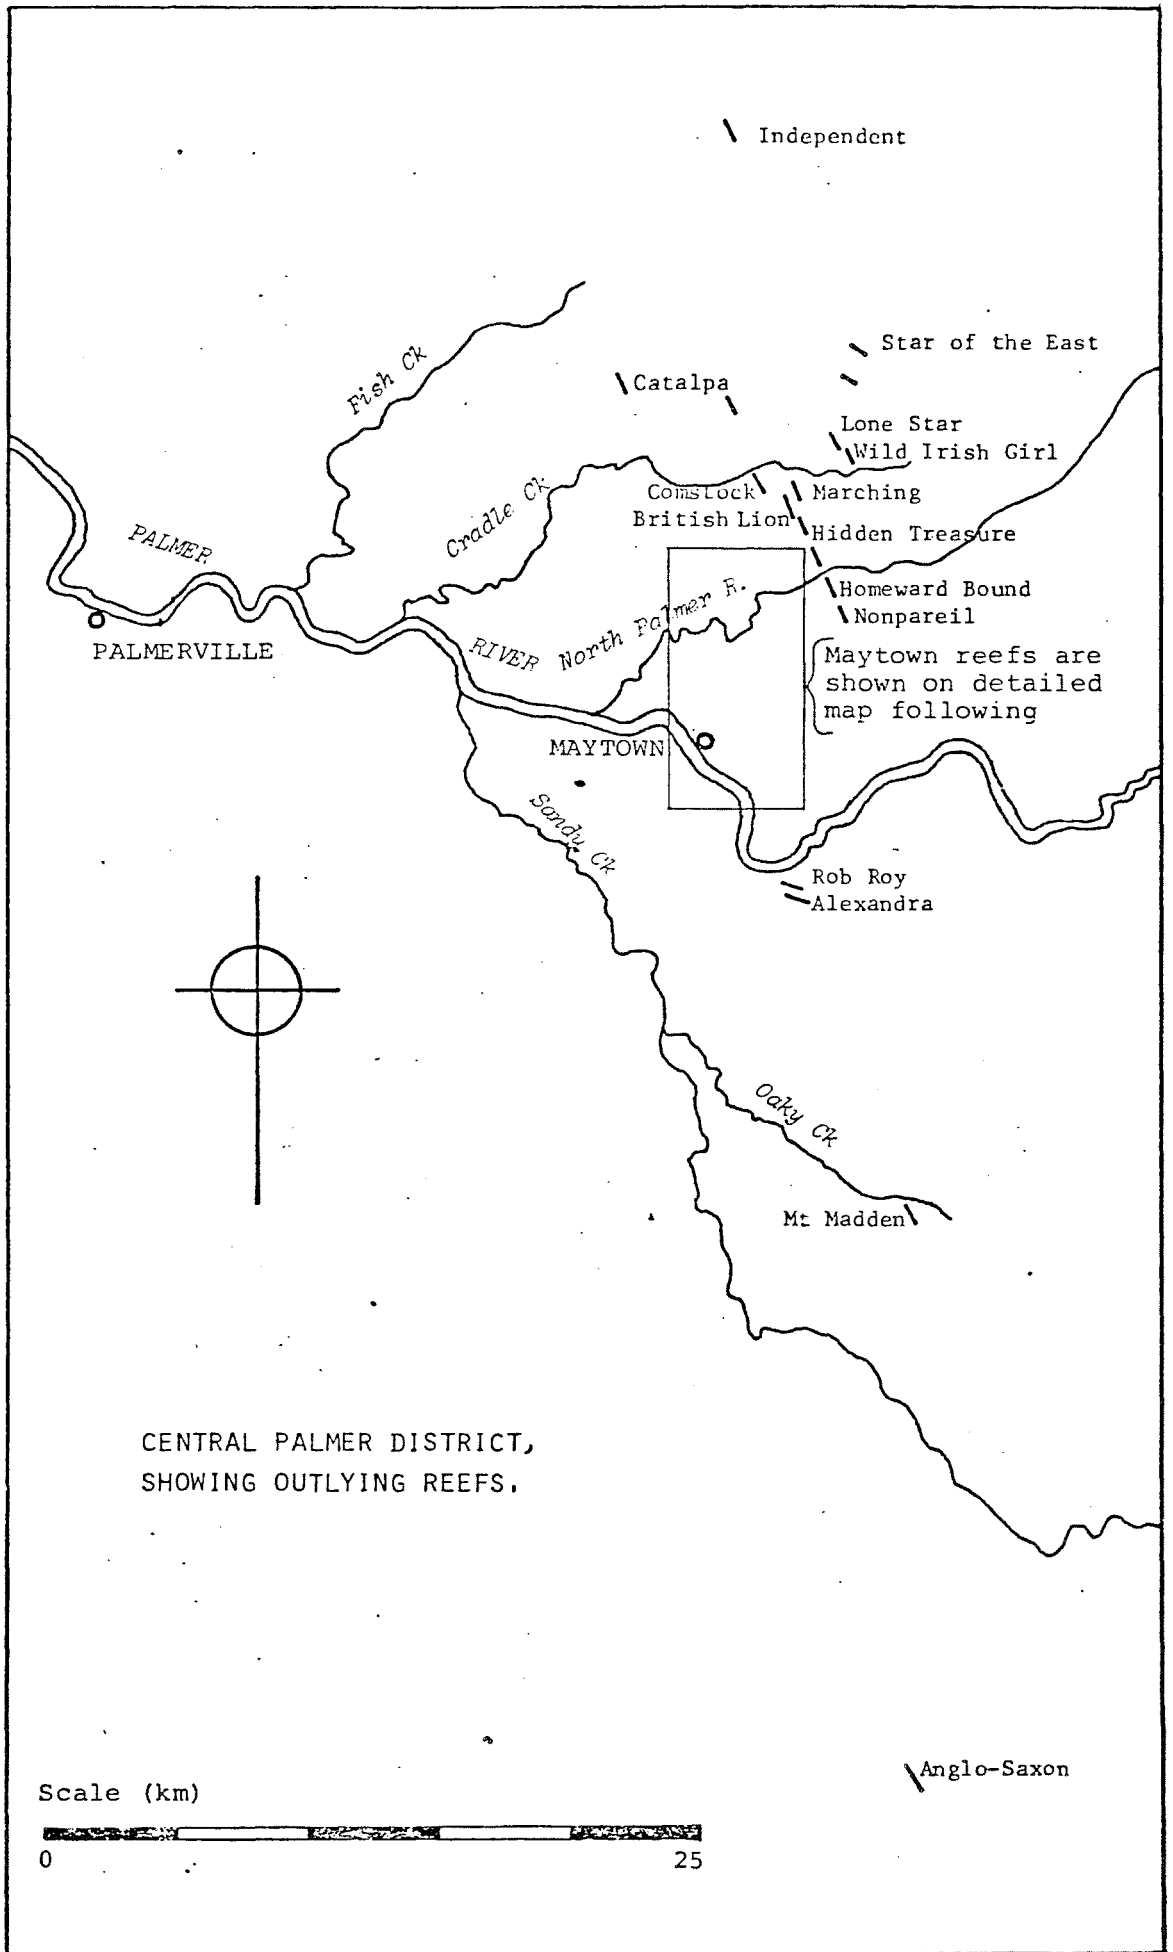 Independent
Star of the East
Fish Ck
Catalpa
Lone Star
Wild Irish Girl
Cradle Ck
Comstock
Marching
British Lion
PALMER
Hidden Treasure
Homeward Bound
North Palmer R.
Nonpareil
RIVER
PALMERVILLE
Maytown reefs are
shown on detailed
map following
MAYTOWN
Sandy Ck
Rob Roy
Alexandra
Oaky Ck
Mt Madden
CENTRAL PALMER DISTRICT,
SHOWING OUTLYING REEFS.
Anglo-Saxon
Scale (km)
0 25